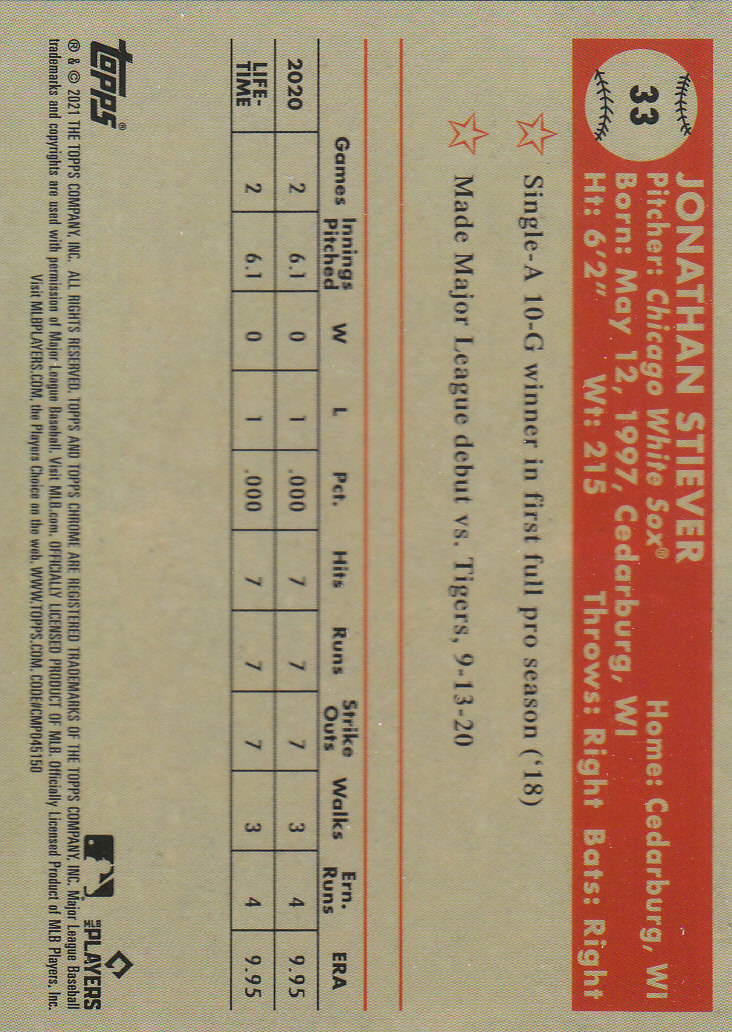 33
JONATHAN STIEVER
Pitcher: Chicago White Sox® Home: Cedarburg, WI
Born: May 12, 1997, Cedarburg, WI
Ht: 6'2" Wt: 215 Throws: Right Bats: Right
Single-A 10-G winner in first full pro season ('18)
Made Major League debut vs. Tigers, 9-13-20
Games Innings Pitched W L Pct. Hits Runs Strike Outs Walks Ern. Runs ERA
2020 2 6.1 0 1 .000 7 7 7 3 4 9.95
LIFE-TIME 2 6.1 0 1 .000 7 7 7 3 4 9.95
topps®
MLB PLAYERS
® & © 2021 THE TOPPS COMPANY, INC. ALL RIGHTS RESERVED. TOPPS AND TOPPS CHROME ARE REGISTERED TRADEMARKS OF THE TOPPS COMPANY, INC. Major League Baseball
trademarks and copyrights are used with permission of Major League Baseball. Visit MLB.com. OFFICIALLY LICENSED PRODUCT OF MLB. Officially Licensed Product of MLB Players, Inc.
Visit MLBPLAYERS.COM, the Players Choice on the web. WWW.TOPPS.COM. CODE#CMP045150